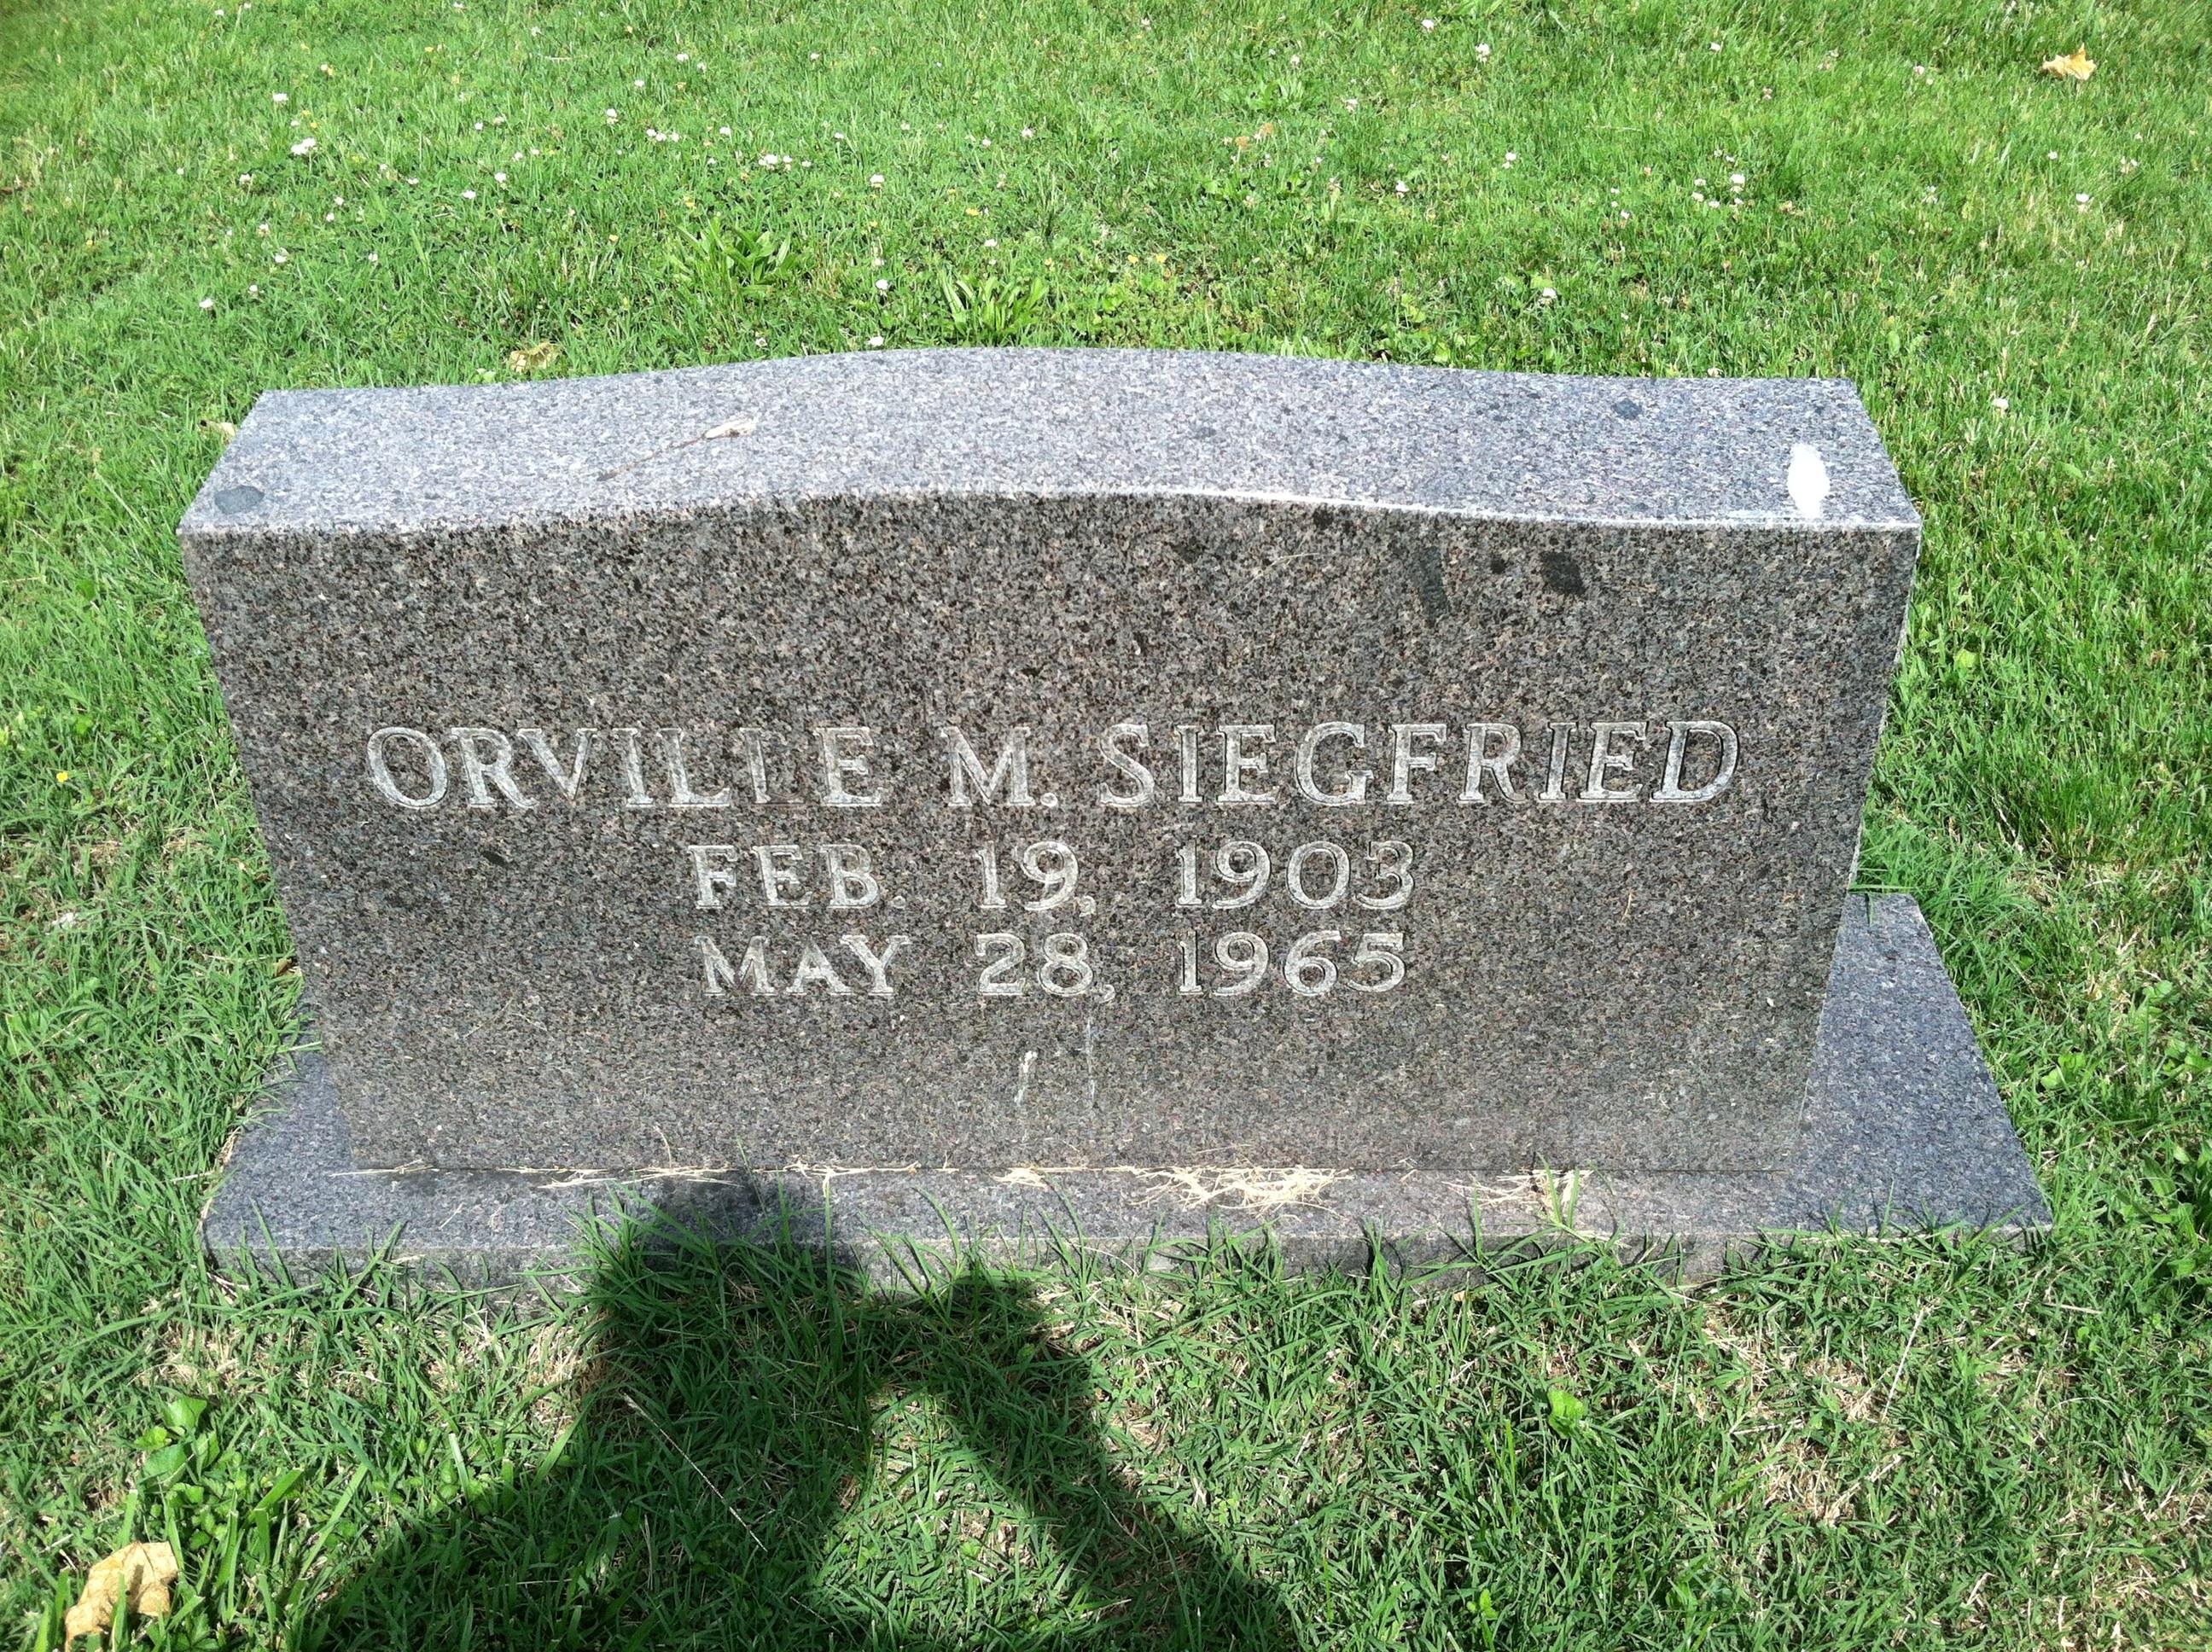 ORVILLE M. SIEGFRIED
FEB. 19, 1903
MAY 28, 1965